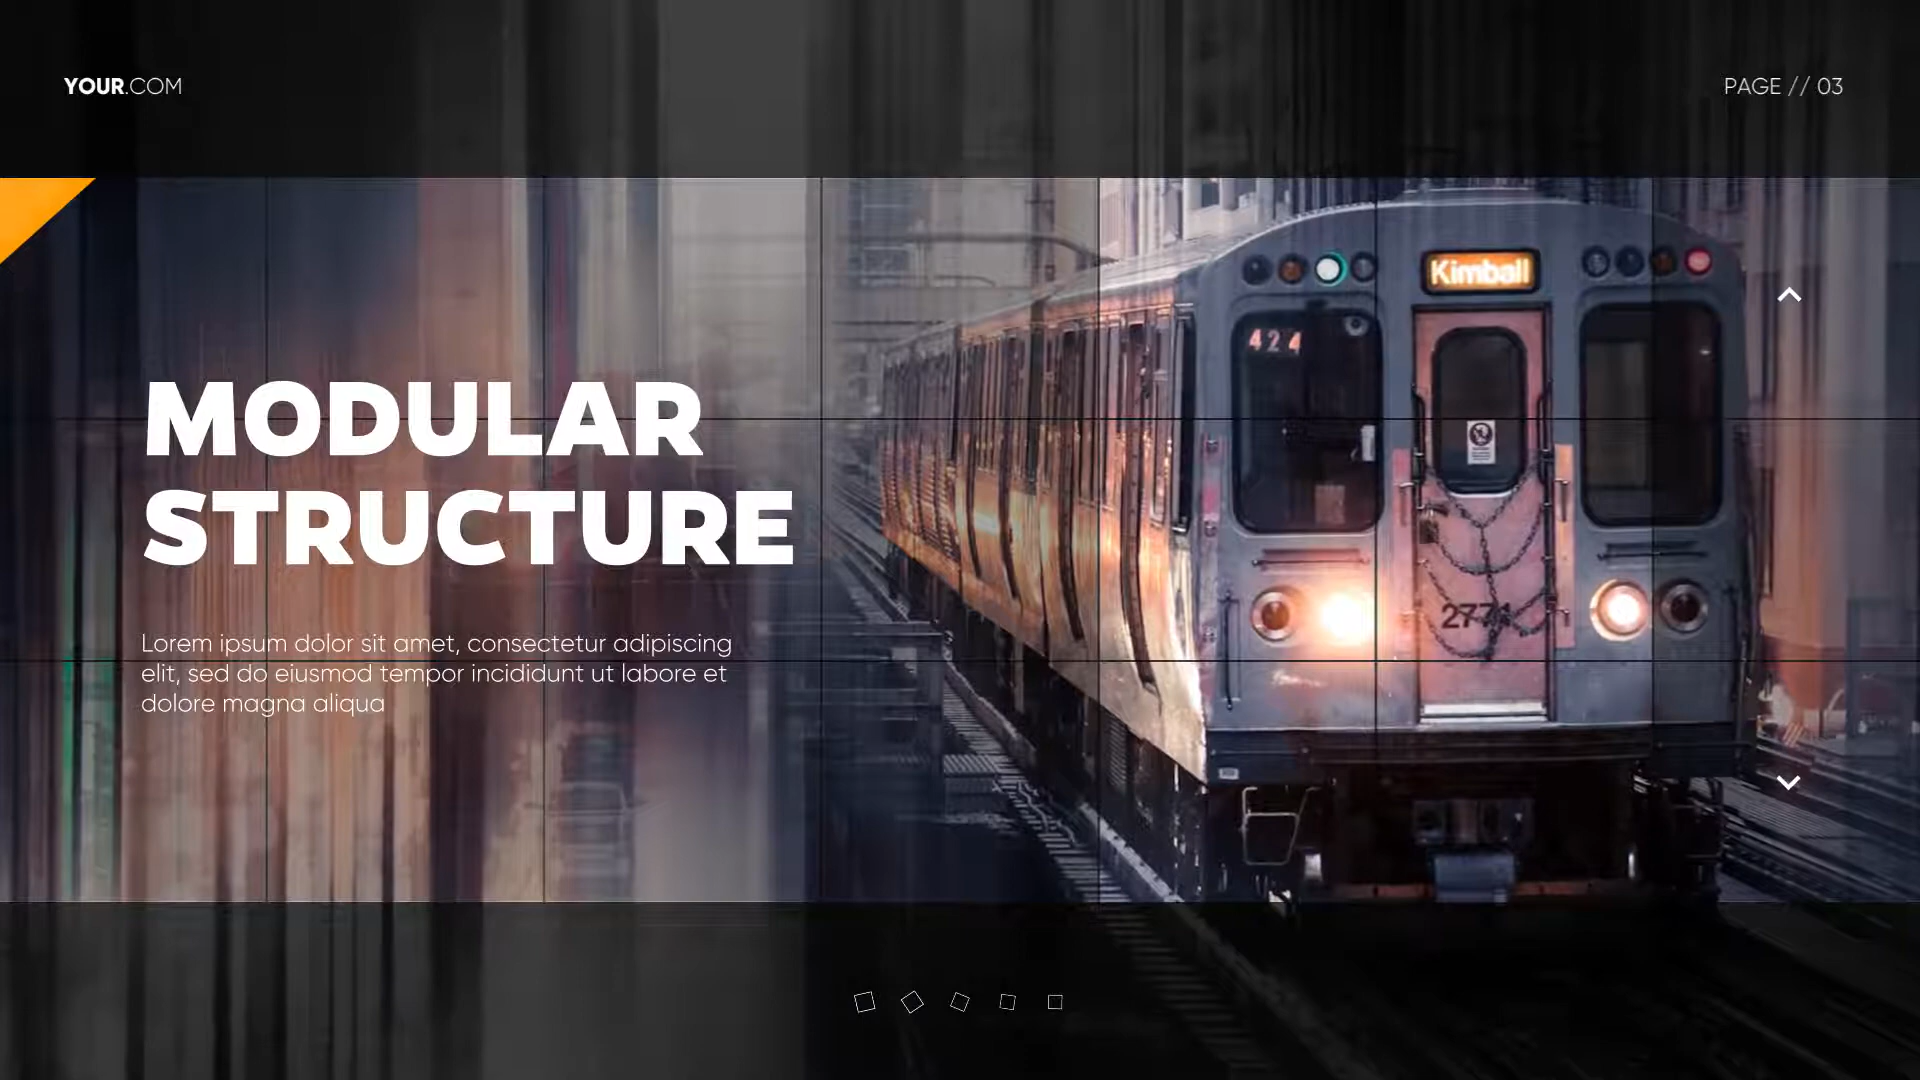 YOUR.COM
PAGE // 03
Kimball
424
MODULAR
STRUCTURE
Lorem ipsum dolor sit amet, consectetur adipiscing
elit, sed do eiusmod tempor incididunt ut labore et
dolore magna aliqua